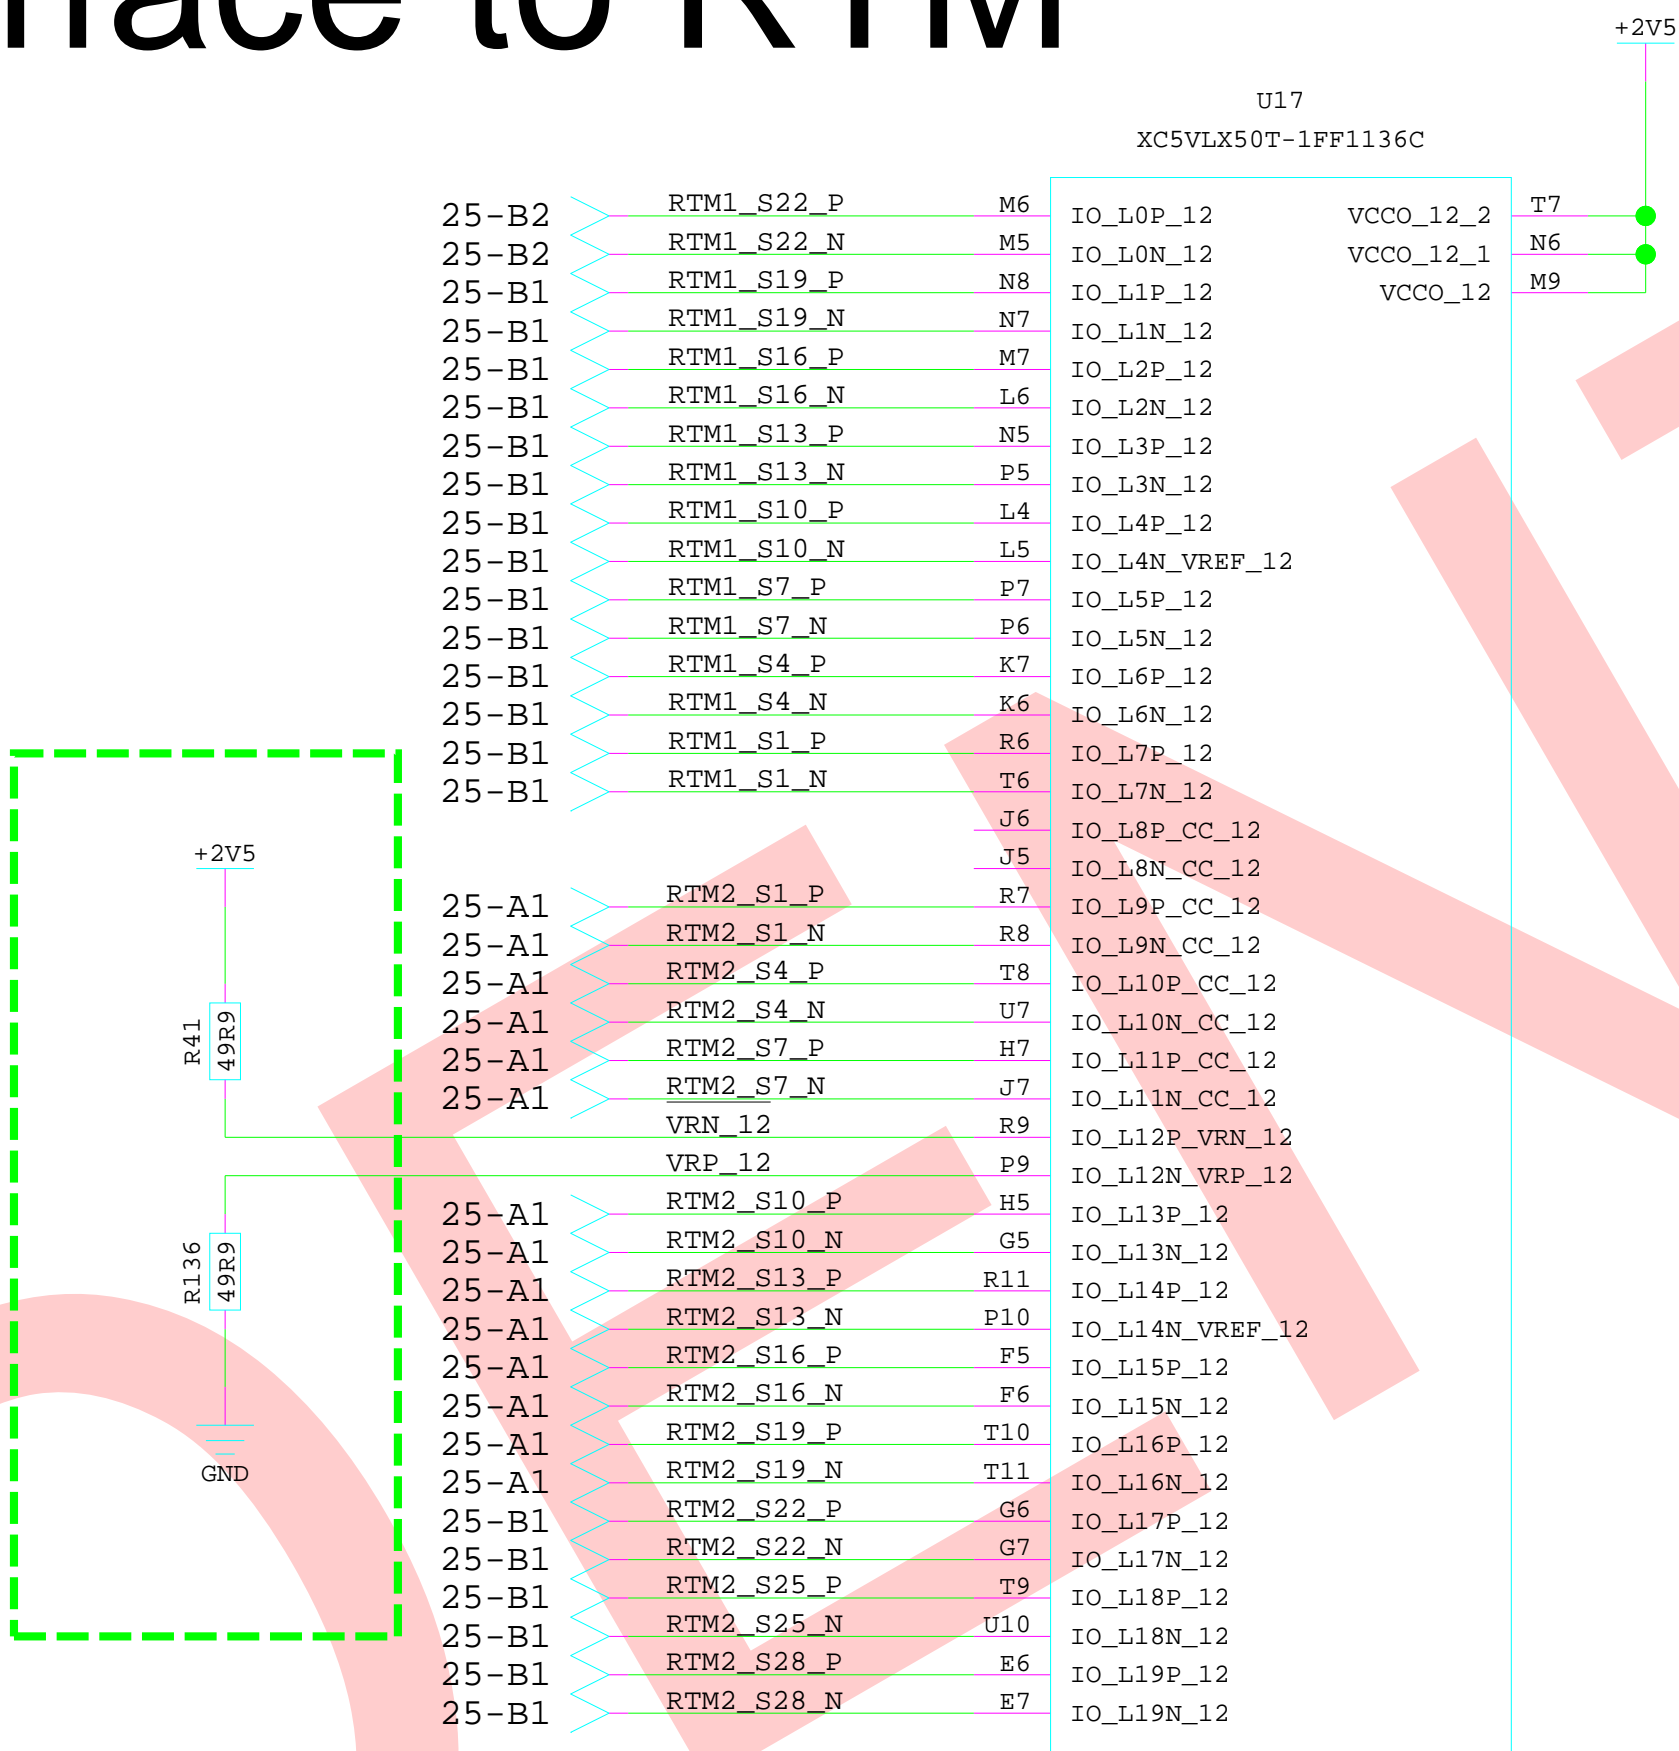 rface to RTM
+2V5
U17
XC5VLX50T-1FF1136C
25-B2 RTM1_S22_P M6 IO_L0P_12 VCCO_12_2 T7
25-B2 RTM1_S22_N M5 IO_L0N_12 VCCO_12_1 N6
25-B1 RTM1_S19_P N8 IO_L1P_12 VCCO_12 M9
25-B1 RTM1_S19_N N7 IO_L1N_12
25-B1 RTM1_S16_P M7 IO_L2P_12
25-B1 RTM1_S16_N L6 IO_L2N_12
25-B1 RTM1_S13_P N5 IO_L3P_12
25-B1 RTM1_S13_N P5 IO_L3N_12
25-B1 RTM1_S10_P L4 IO_L4P_12
25-B1 RTM1_S10_N L5 IO_L4N_VREF_12
25-B1 RTM1_S7_P P7 IO_L5P_12
25-B1 RTM1_S7_N P6 IO_L5N_12
25-B1 RTM1_S4_P K7 IO_L6P_12
25-B1 RTM1_S4_N K6 IO_L6N_12
25-B1 RTM1_S1_P R6 IO_L7P_12
25-B1 RTM1_S1_N T6 IO_L7N_12
J6 IO_L8P_CC_12
+2V5
J5 IO_L8N_CC_12
25-A1 RTM2_S1_P R7 IO_L9P_CC_12
25-A1 RTM2_S1_N R8 IO_L9N_CC_12
25-A1 RTM2_S4_P T8 IO_L10P_CC_12
25-A1 RTM2_S4_N U7 IO_L10N_CC_12
R41 49R9
25-A1 RTM2_S7_P H7 IO_L11P_CC_12
25-A1 RTM2_S7_N J7 IO_L11N_CC_12
VRN_12 R9 IO_L12P_VRN_12
VRP_12 P9 IO_L12N_VRP_12
25-A1 RTM2_S10_P H5 IO_L13P_12
25-A1 RTM2_S10_N G5 IO_L13N_12
R136 49R9
25-A1 RTM2_S13_P R11 IO_L14P_12
25-A1 RTM2_S13_N P10 IO_L14N_VREF_12
25-A1 RTM2_S16_P F5 IO_L15P_12
25-A1 RTM2_S16_N F6 IO_L15N_12
25-A1 RTM2_S19_P T10 IO_L16P_12
GND
25-A1 RTM2_S19_N T11 IO_L16N_12
25-B1 RTM2_S22_P G6 IO_L17P_12
25-B1 RTM2_S22_N G7 IO_L17N_12
25-B1 RTM2_S25_P T9 IO_L18P_12
25-B1 RTM2_S25_N U10 IO_L18N_12
25-B1 RTM2_S28_P E6 IO_L19P_12
25-B1 RTM2_S28_N E7 IO_L19N_12